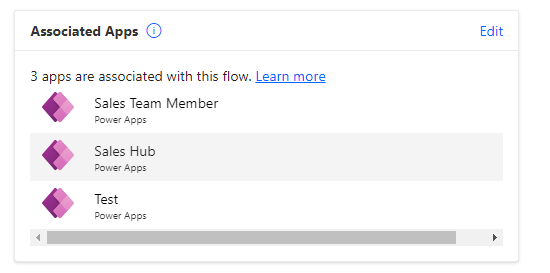 Associated Apps
Edit
3 apps are associated with this flow. Learn more
Sales Team Member
Power Apps
Sales Hub
Power Apps
Test
Power Apps